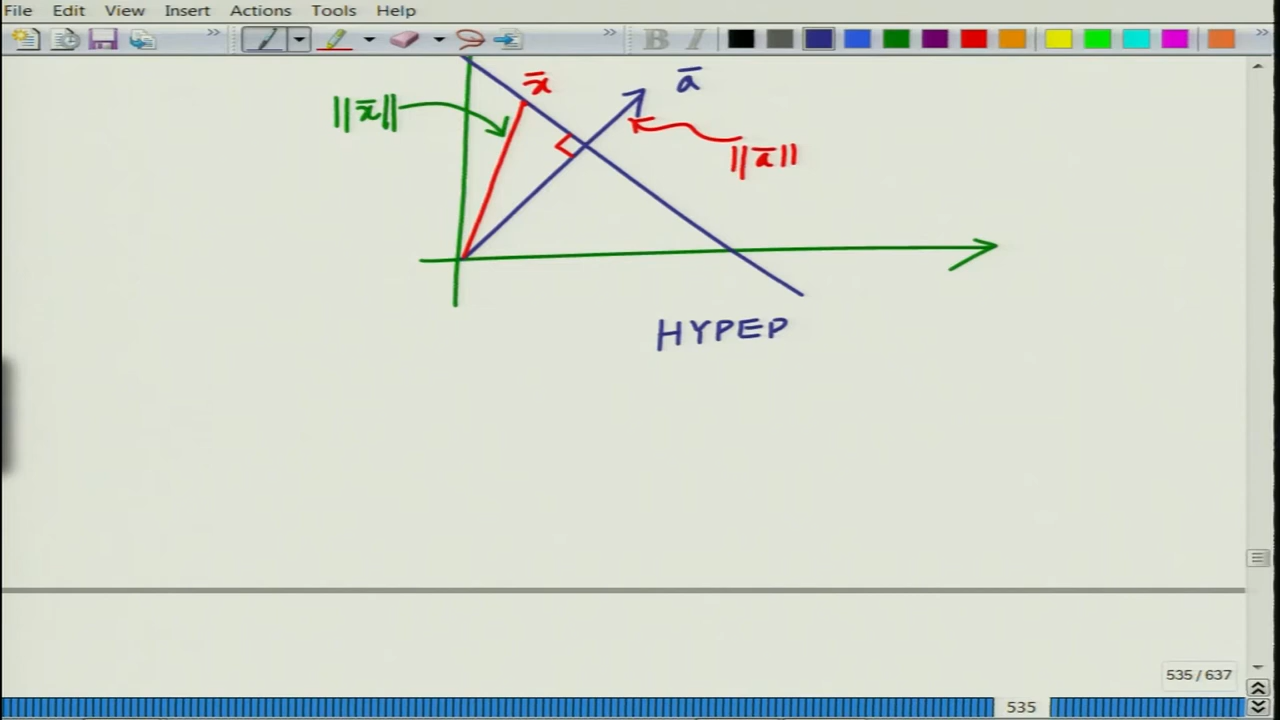 File Edit View Insert Actions Tools Help
B I
x̄
ā
||x̄||
||ā||
HYPEP
535 / 637
535